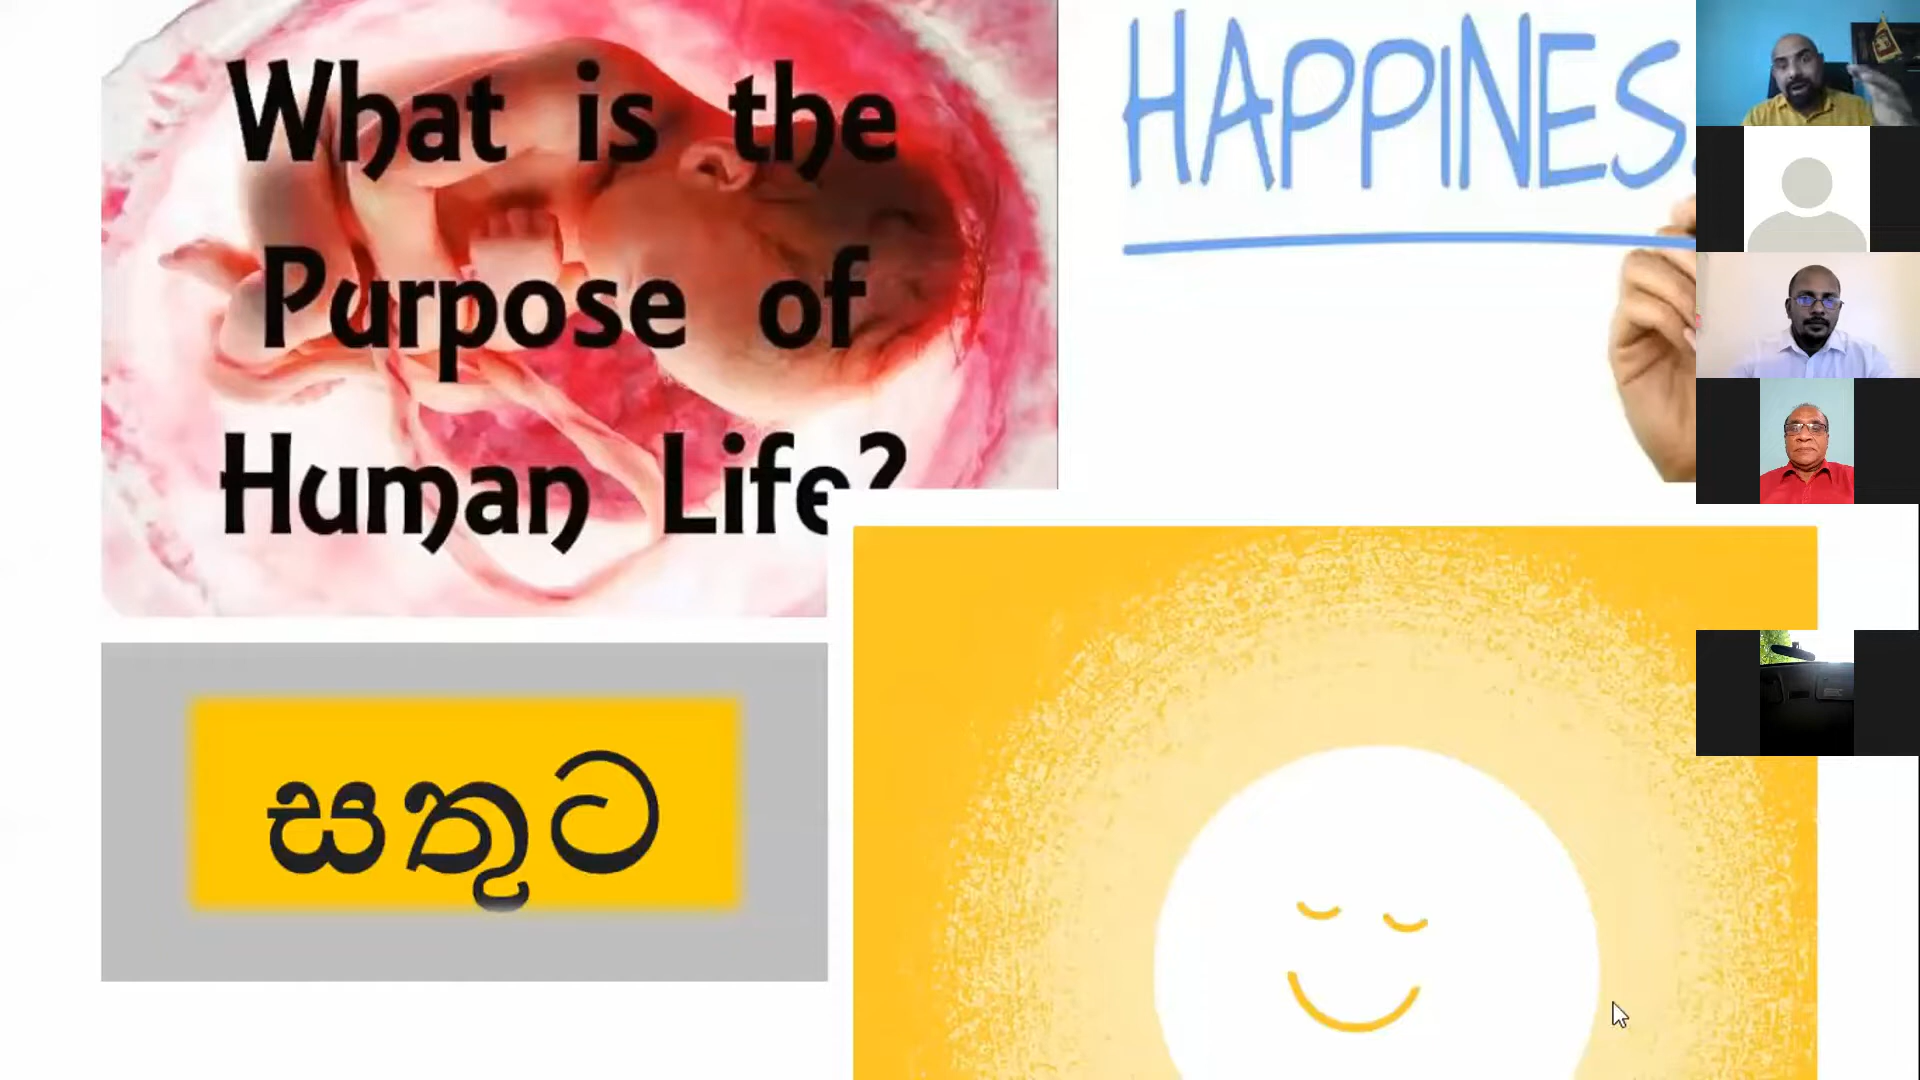 What is the
Purpose of
Human Life?
HAPPINES
සතුට